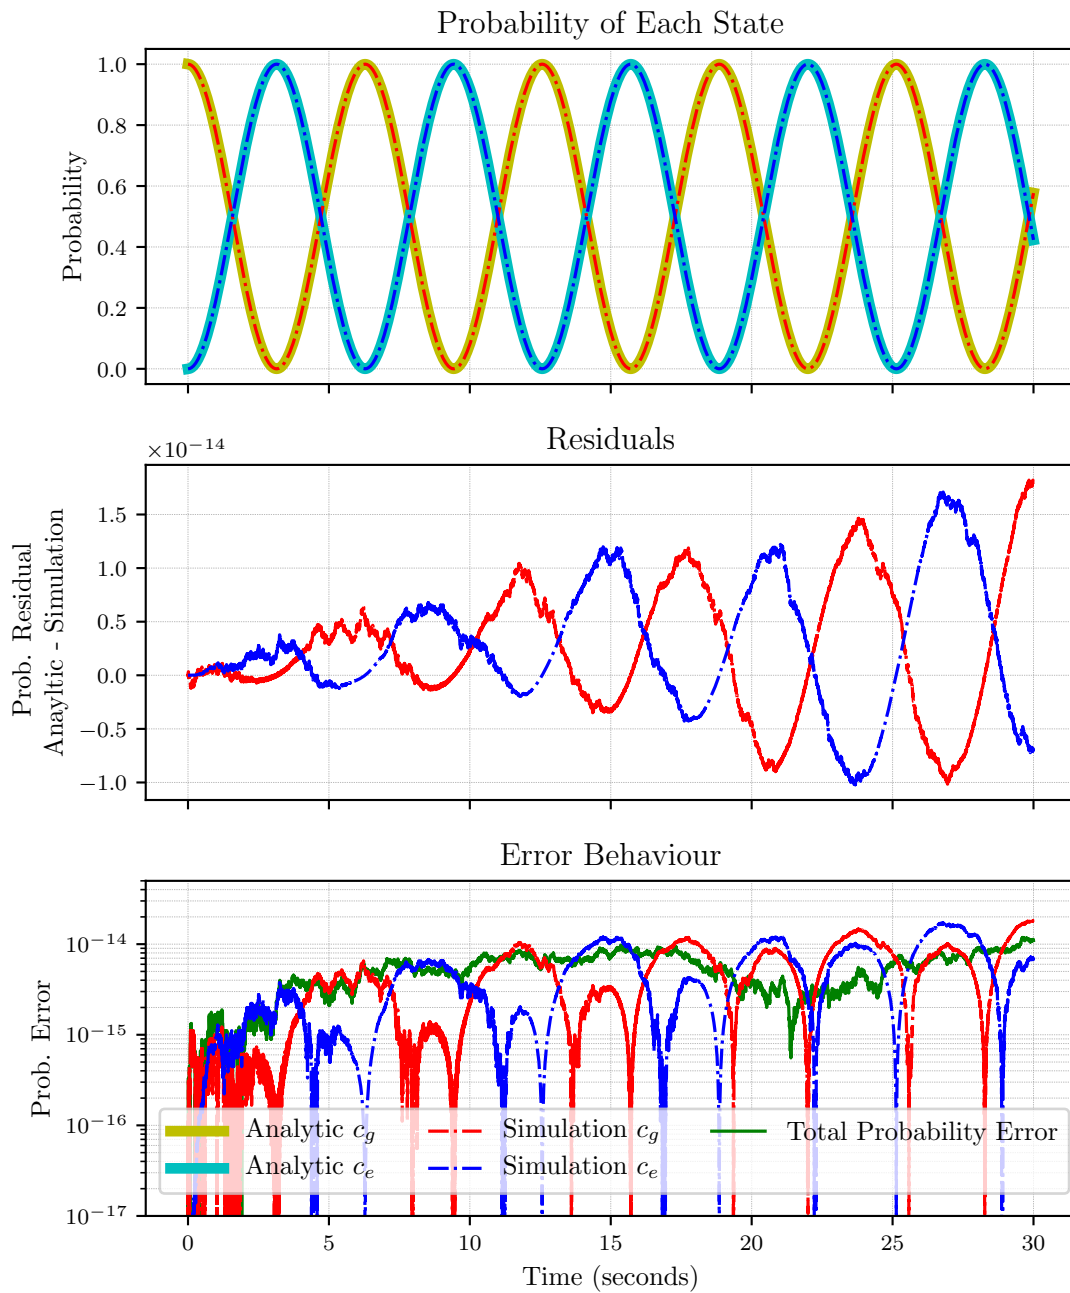 Probability of Each State
1.0
0.8
0.6
0.4
0.2
0.0
Probability
×10⁻¹⁴
Residuals
1.5
1.0
0.5
0.0
−0.5
−1.0
Prob. Residual
Anayltic - Simulation
Error Behaviour
10⁻¹⁴
10⁻¹⁵
10⁻¹⁶
10⁻¹⁷
Prob. Error
Analytic c_g
Analytic c_e
Simulation c_g
Simulation c_e
Total Probability Error
0 5 10 15 20 25 30
Time (seconds)